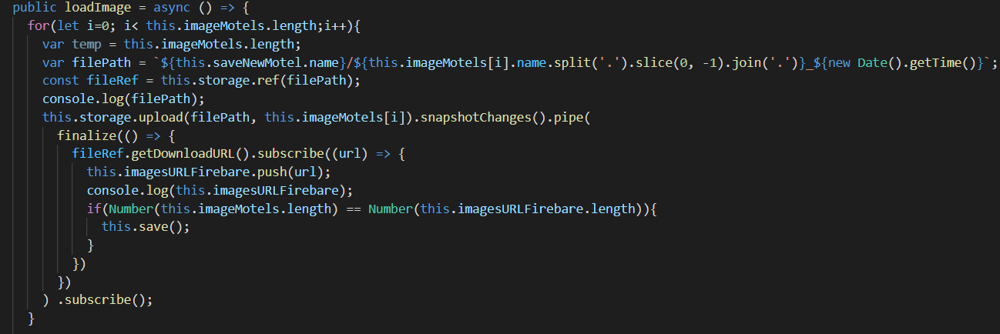 public loadImage = async () => {
for(let i=0; i< this.imageMotels.length;i++){
var temp = this.imageMotels.length;
var filePath = `${this.saveNewMotel.name}/${this.imageMotels[i].name.split('.').slice(0, -1).join('.')}_${new Date().getTime()}`;
const fileRef = this.storage.ref(filePath);
console.log(filePath);
this.storage.upload(filePath, this.imageMotels[i]).snapshotChanges().pipe(
finalize(() => {
fileRef.getDownloadURL().subscribe((url) => {
this.imagesURLFirebare.push(url);
console.log(this.imagesURLFirebare);
if(Number(this.imageMotels.length) == Number(this.imagesURLFirebare.length)){
this.save();
}
})
})
) .subscribe();
}